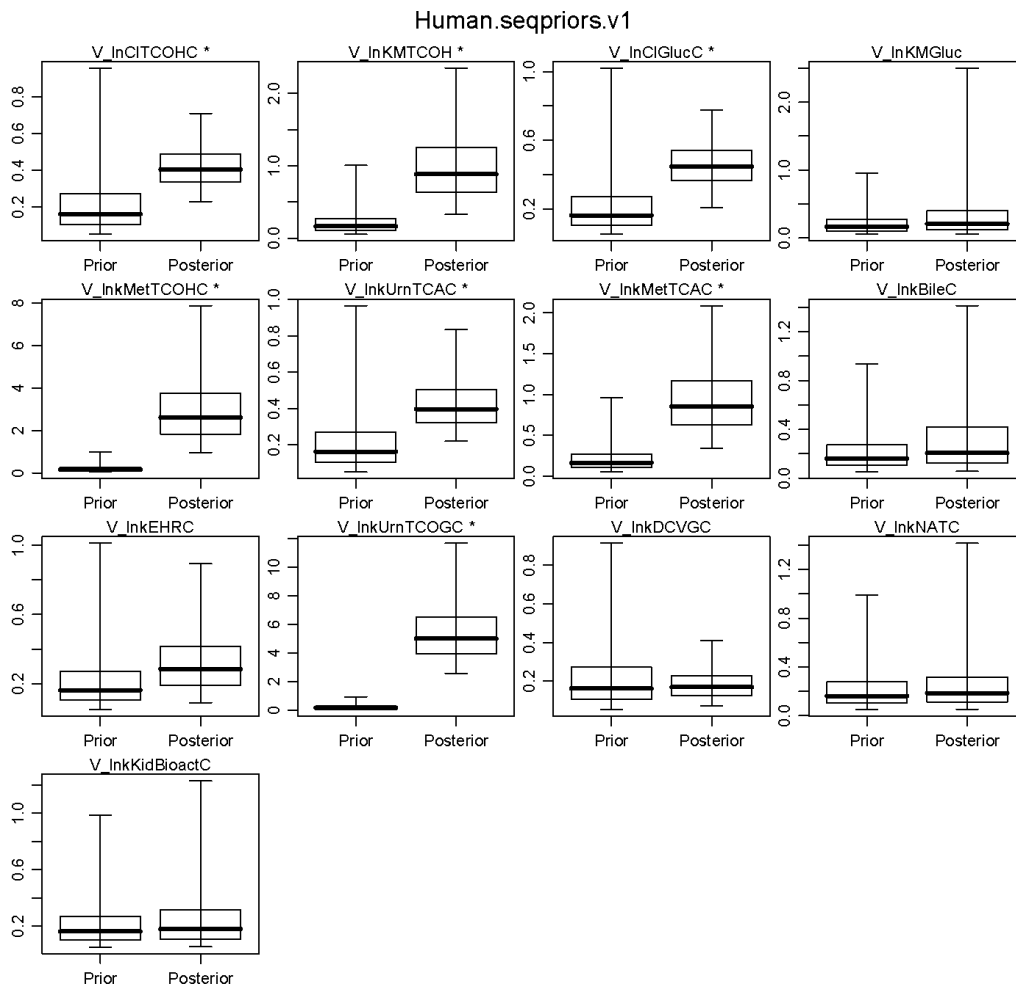 Human.seqpriors.v1
V_lnClTCOHC *
0.8
0.6
0.4
0.2
Prior Posterior
V_lnKMTCOH *
2.0
1.0
0.0
Prior Posterior
V_lnClGlucC *
1.0
0.6
0.2
Prior Posterior
V_lnKMGluc
2.0
1.0
0.0
Prior Posterior
V_lnkMetTCOHC *
8
6
4
2
0
Prior Posterior
V_lnkUrnTCAC *
1.0
0.8
0.6
0.4
0.2
Prior Posterior
V_lnkMetTCAC *
2.0
1.5
1.0
0.5
0.0
Prior Posterior
V_lnkBileC
1.2
0.8
0.4
0.0
Prior Posterior
V_lnkEHRC
1.0
0.6
0.2
Prior Posterior
V_lnkUrnTCOGC *
10
8
6
4
2
0
Prior Posterior
V_lnkDCVGC
0.8
0.6
0.4
0.2
Prior Posterior
V_lnkNATC
1.2
0.8
0.4
0.0
Prior Posterior
V_lnkKidBioactC
1.0
0.6
0.2
Prior Posterior